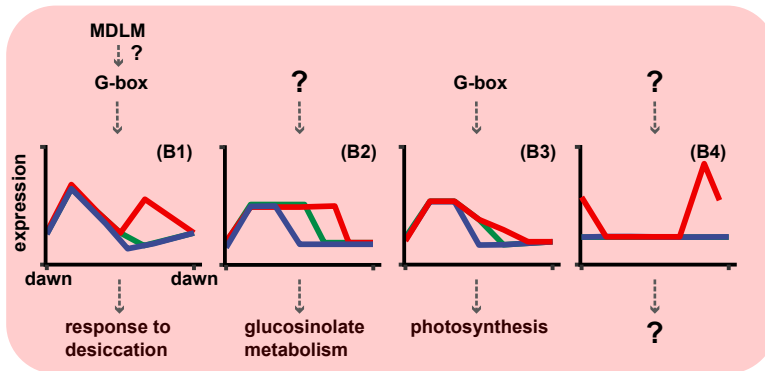 MDLM
?
G-box
?
G-box
?
(B1)
(B2)
(B3)
(B4)
expression
dawn
dawn
response to
desiccation
glucosinolate
metabolism
photosynthesis
?